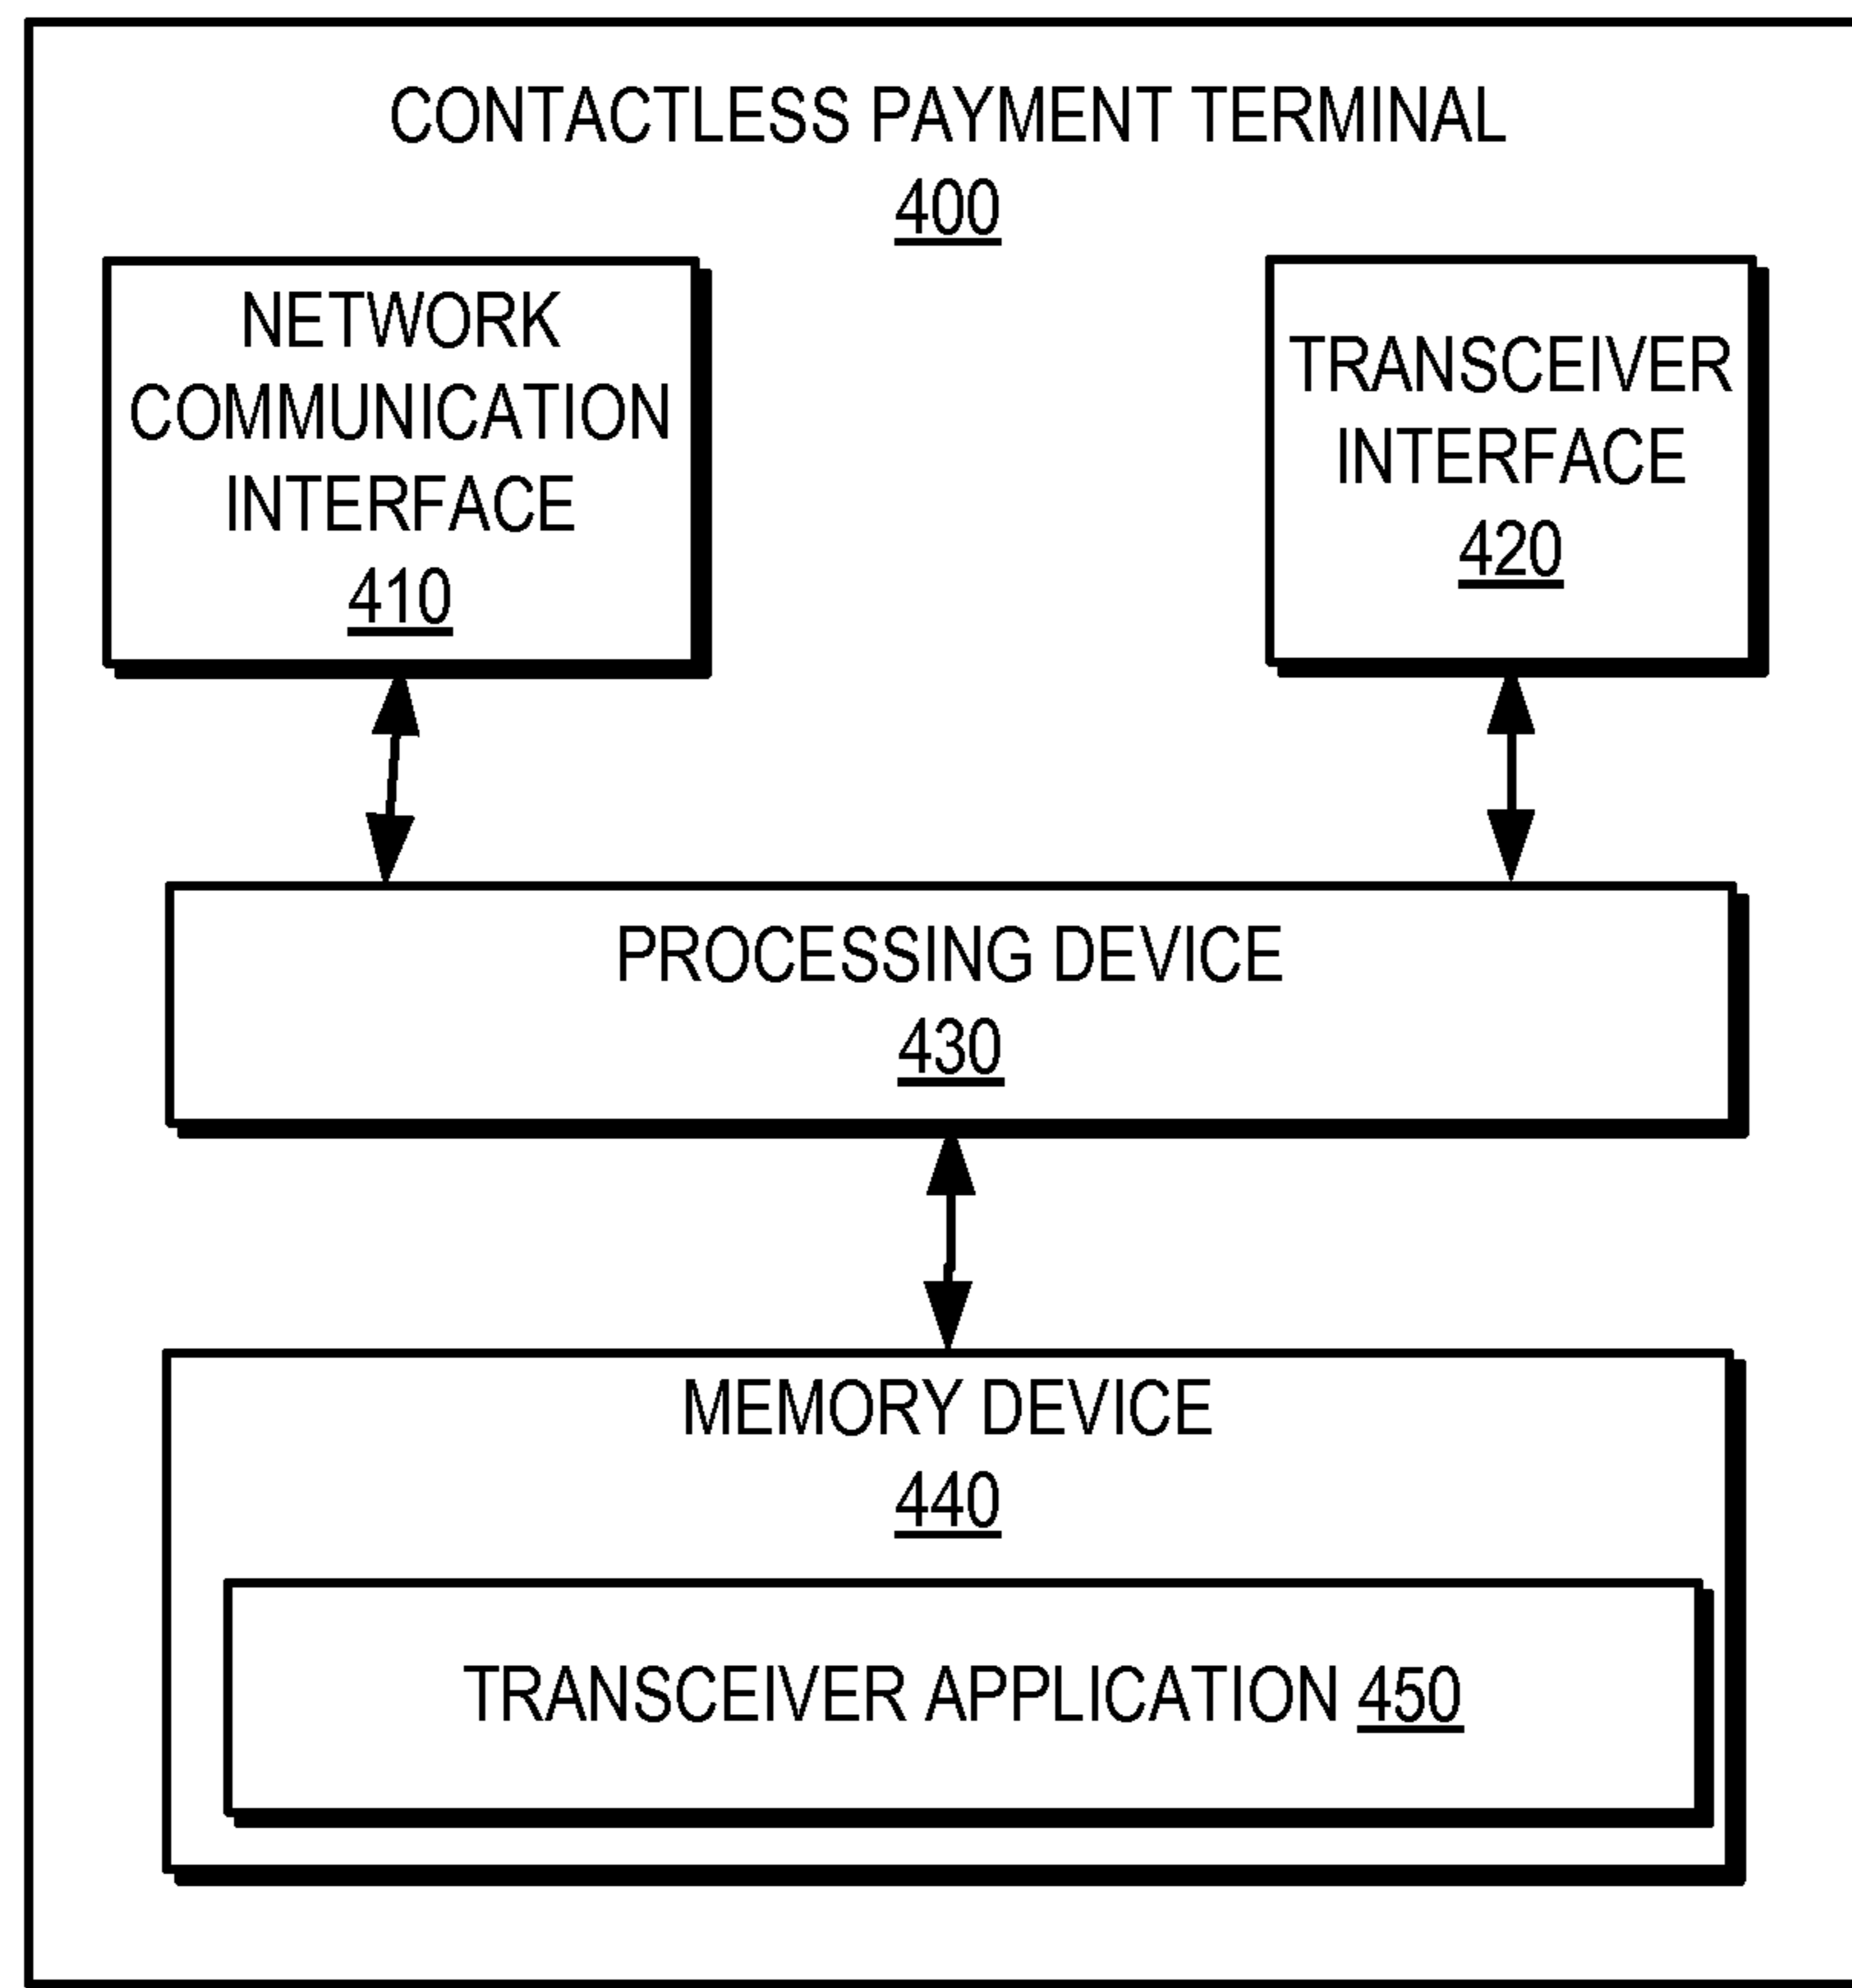 CONTACTLESS PAYMENT TERMINAL
400
NETWORK
COMMUNICATION
INTERFACE
410
TRANSCEIVER
INTERFACE
420
PROCESSING DEVICE
430
MEMORY DEVICE
440
TRANSCEIVER APPLICATION 450